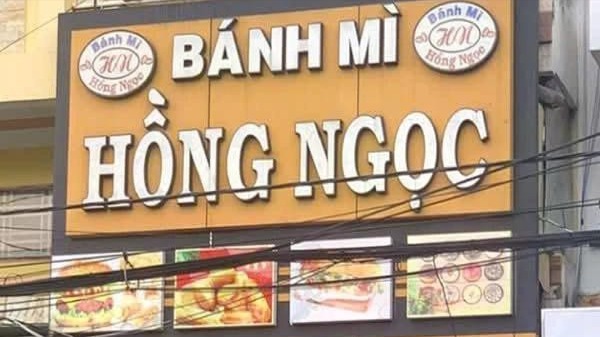 Bánh Mì
HN
Hồng Ngọc
BÁNH MÌ
Bánh Mì
HN
Hồng Ngọc
HỒNG NGỌC